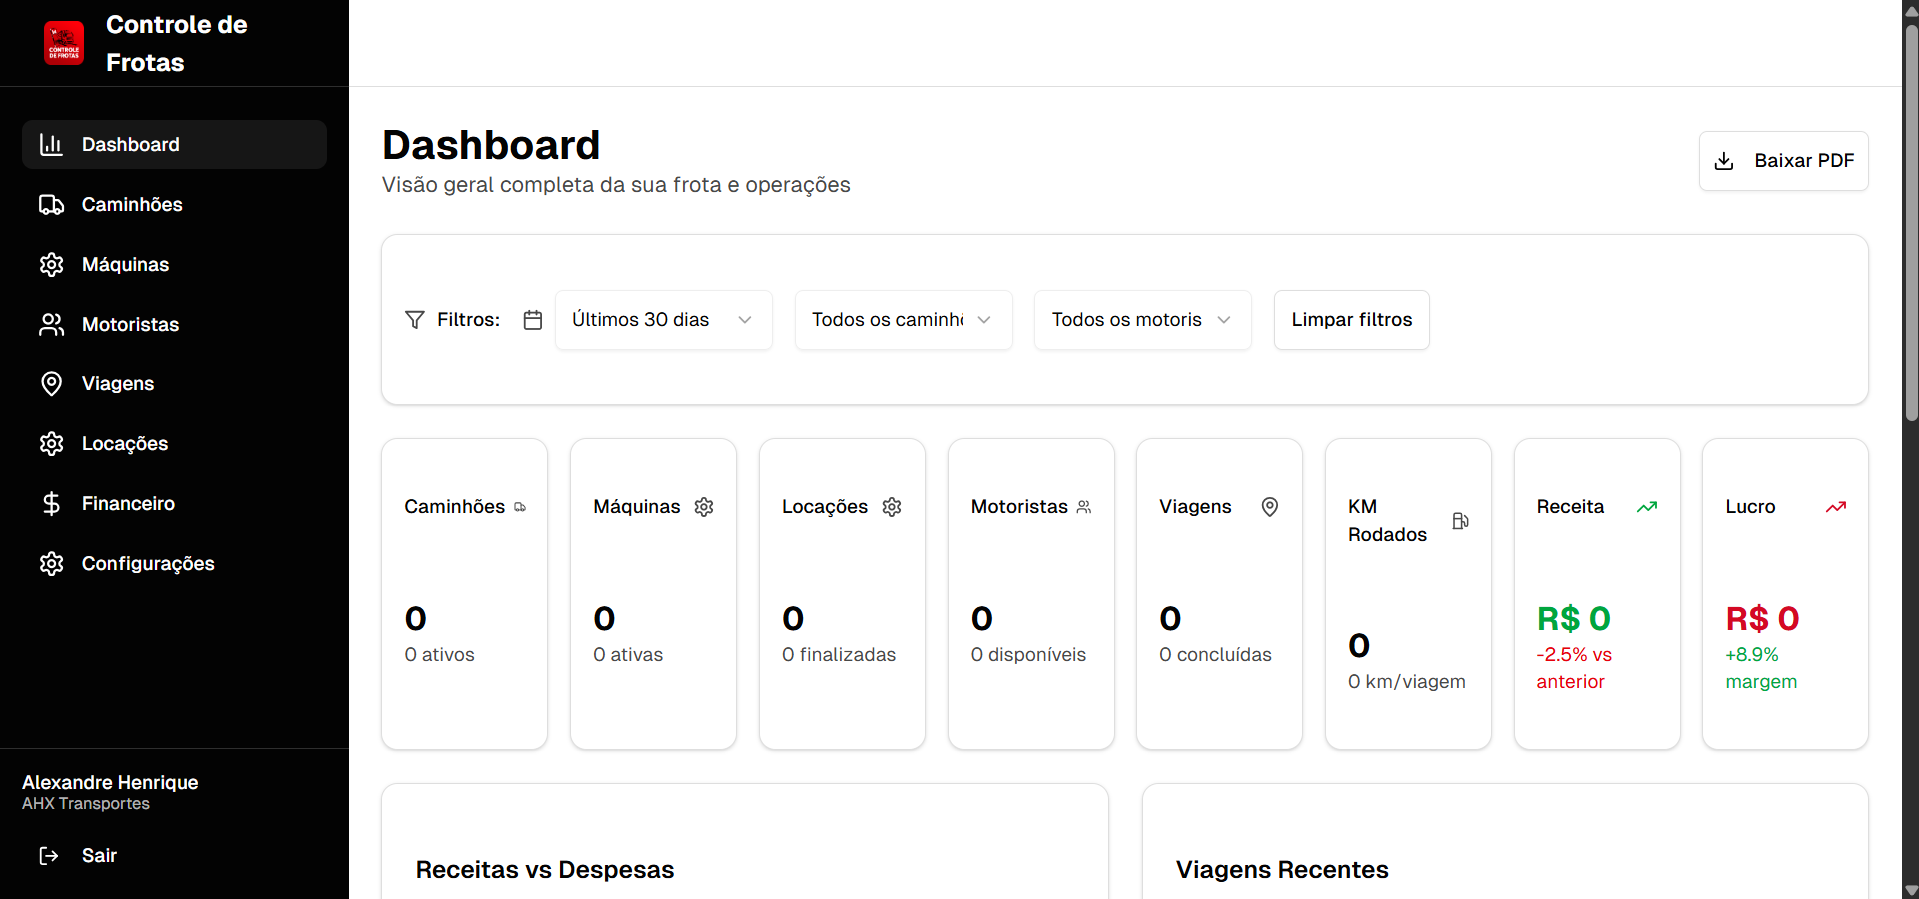 CONTROLE
DE FROTAS
Controle de
Frotas
Dashboard
Caminhões
Máquinas
Motoristas
Viagens
Locações
Financeiro
Configurações
Alexandre Henrique
AHX Transportes
Sair
Dashboard
Visão geral completa da sua frota e operações
Baixar PDF
Filtros:
Últimos 30 dias
Todos os caminh
Todos os motoris
Limpar filtros
Caminhões
0
0 ativos
Máquinas
0
0 ativas
Locações
0
0 finalizadas
Motoristas
0
0 disponíveis
Viagens
0
0 concluídas
KM
Rodados
0
0 km/viagem
Receita
R$ 0
-2.5% vs
anterior
Lucro
R$ 0
+8.9%
margem
Receitas vs Despesas
Viagens Recentes